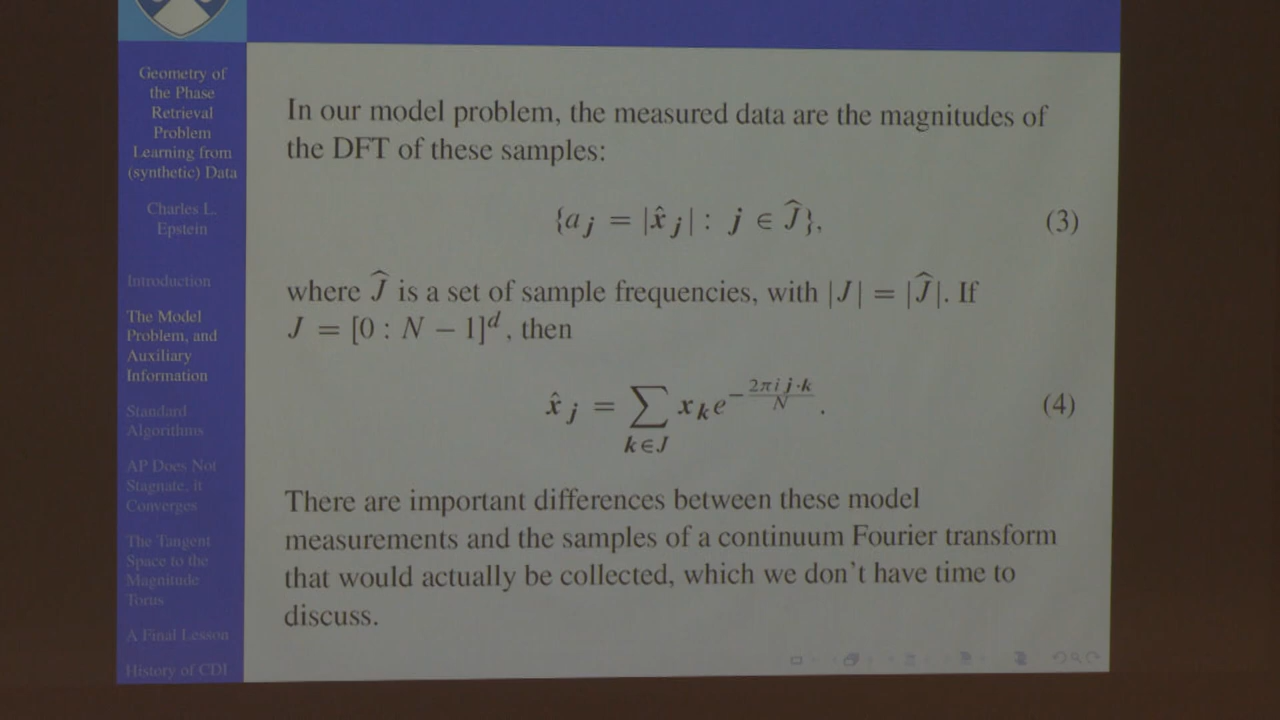 Geometry of
the Phase
Retrieval
Problem
Learning from
(synthetic) Data
Charles L.
Epstein
Introduction
The Model
Problem, and
Auxiliary
Information
Standard
Algorithms
AP Does Not
Stagnate, it
Converges
The Tangent
Space to the
Magnitude
Torus
A Final Lesson
History of CDI
In our model problem, the measured data are the magnitudes of
the DFT of these samples:
{a_j = |x̂_j| : j ∈ Ĵ}, (3)
where Ĵ is a set of sample frequencies, with |J| = |Ĵ|. If
J = [0 : N − 1]^d, then
x̂_j = ∑_{k∈J} x_k e^{−\frac{2πi j·k}{N}}. (4)
There are important differences between these model
measurements and the samples of a continuum Fourier transform
that would actually be collected, which we don't have time to
discuss.